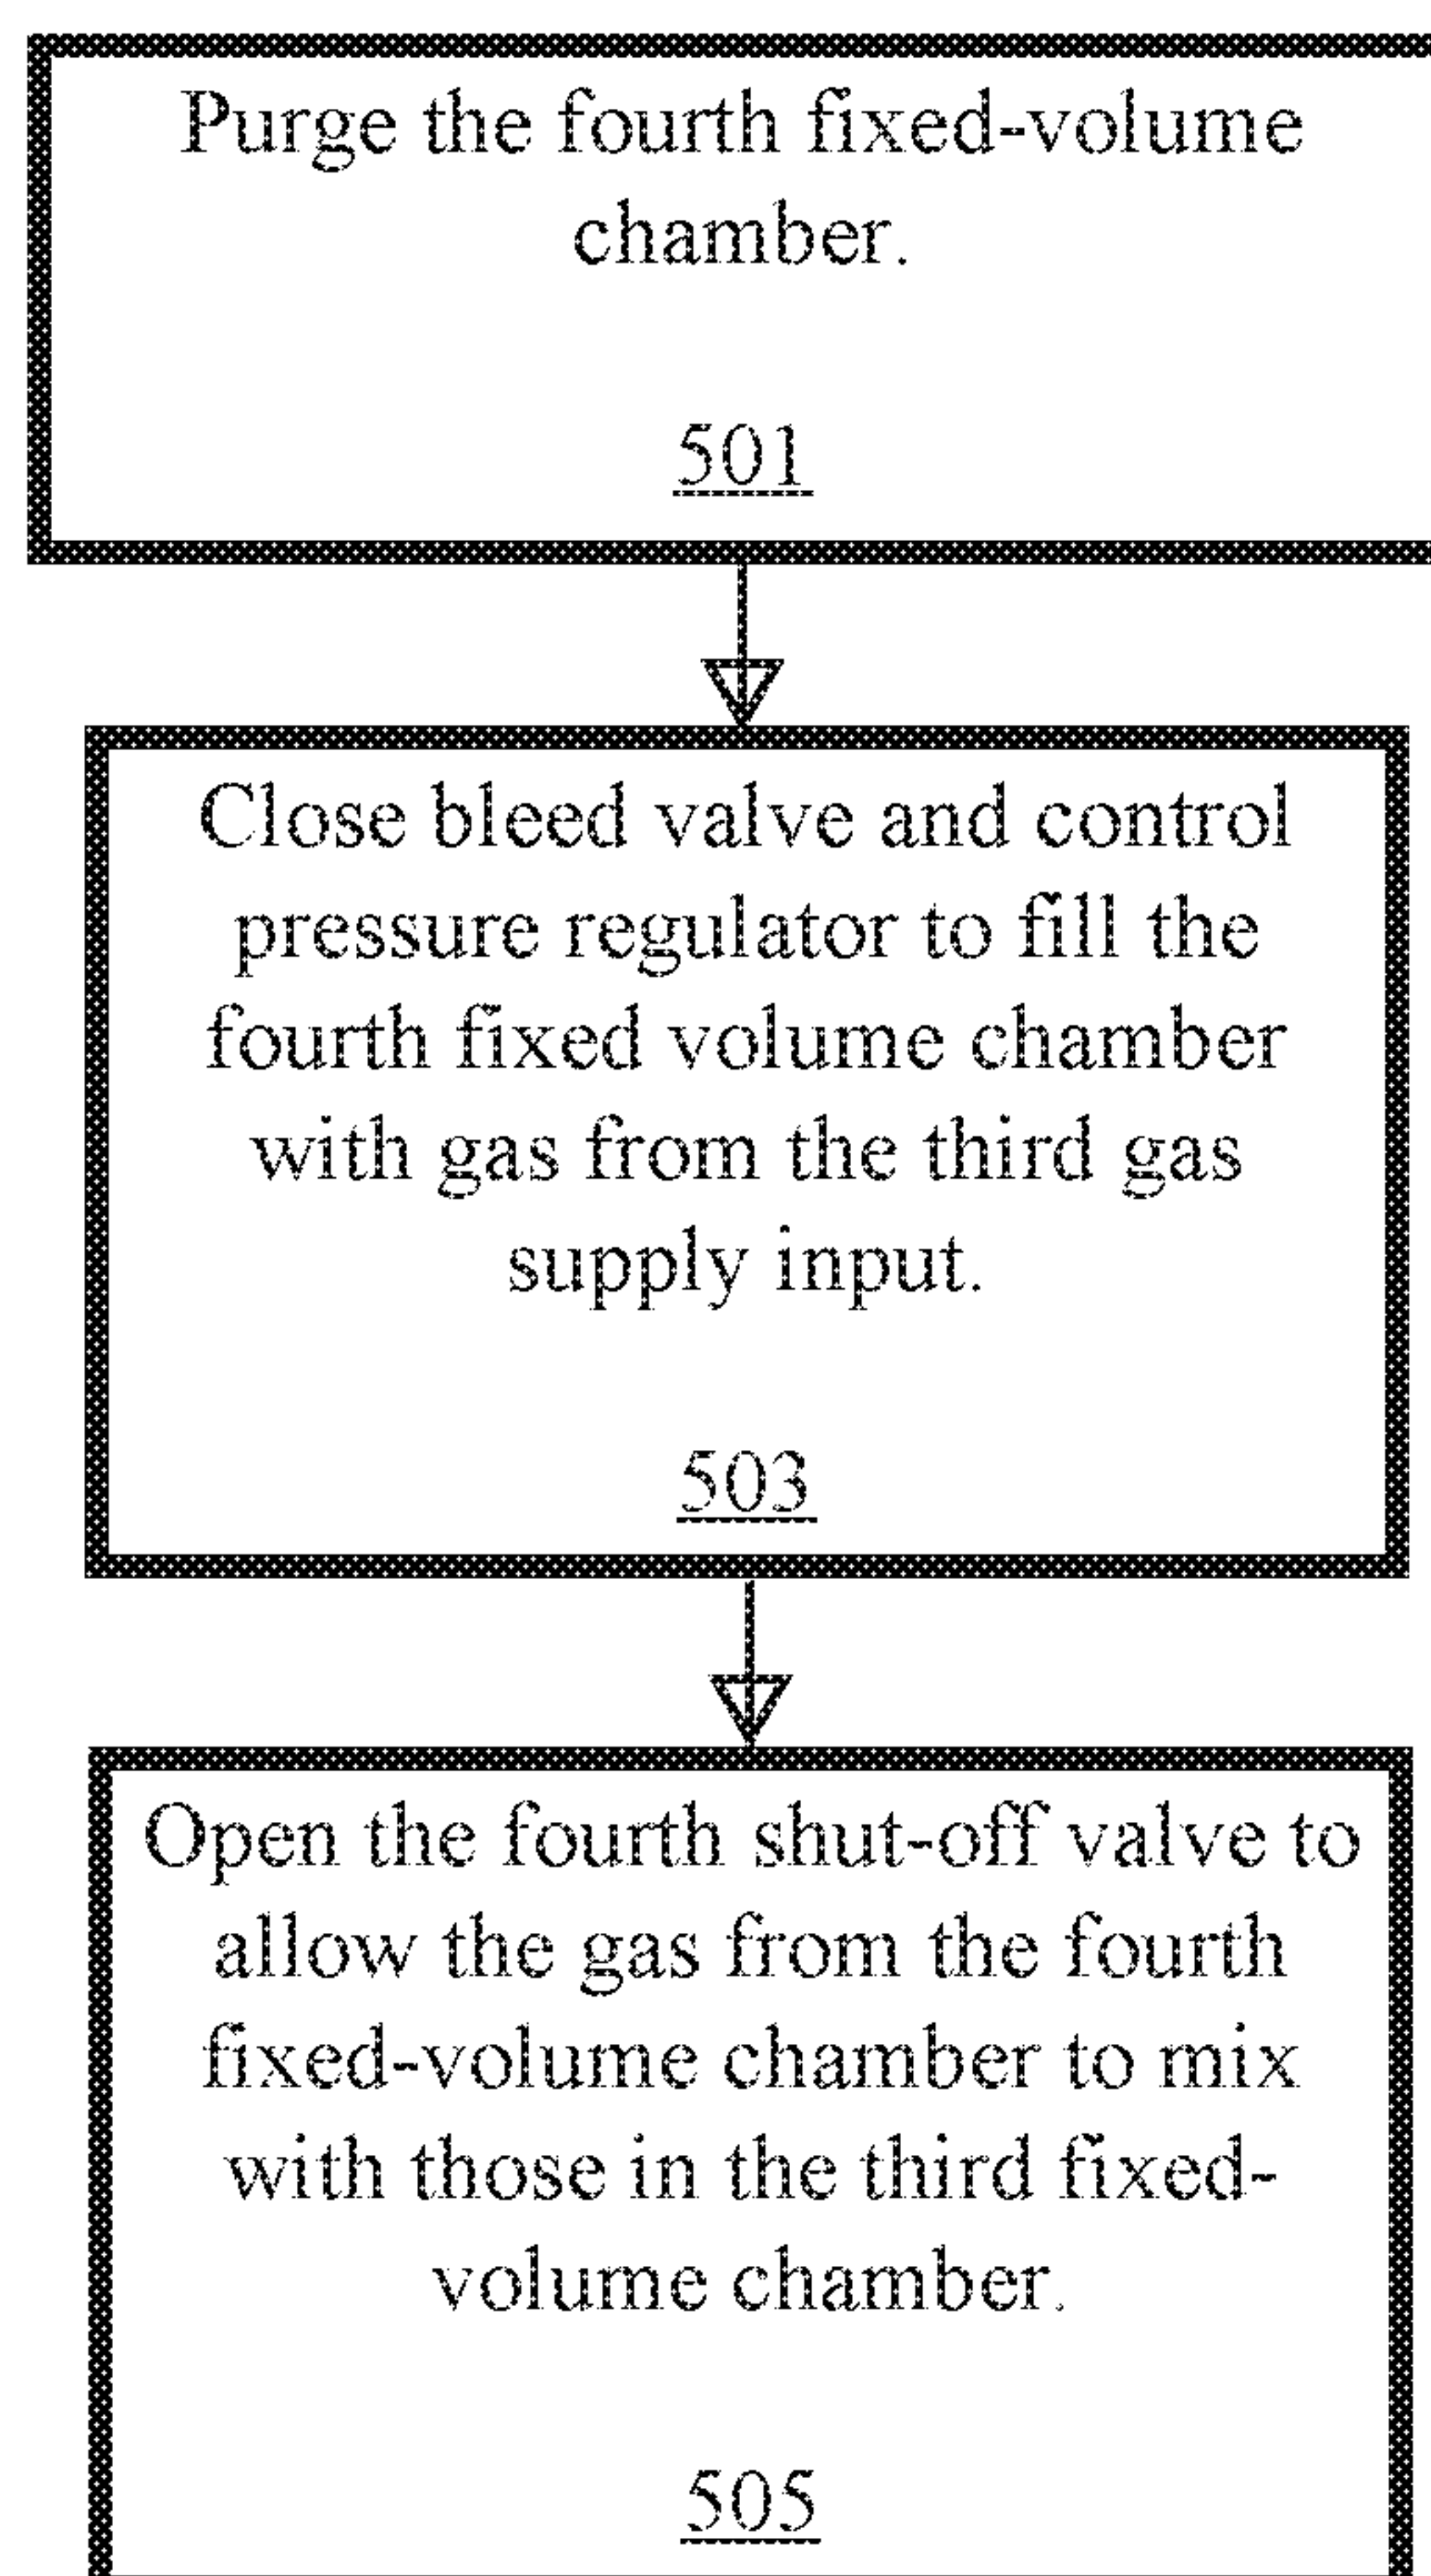 Purge the fourth fixed-volume
chamber.
501
Close bleed valve and control
pressure regulator to fill the
fourth fixed volume chamber
with gas from the third gas
supply input.
503
Open the fourth shut-off valve to
allow the gas from the fourth
fixed-volume chamber to mix
with those in the third fixed-
volume chamber.
505